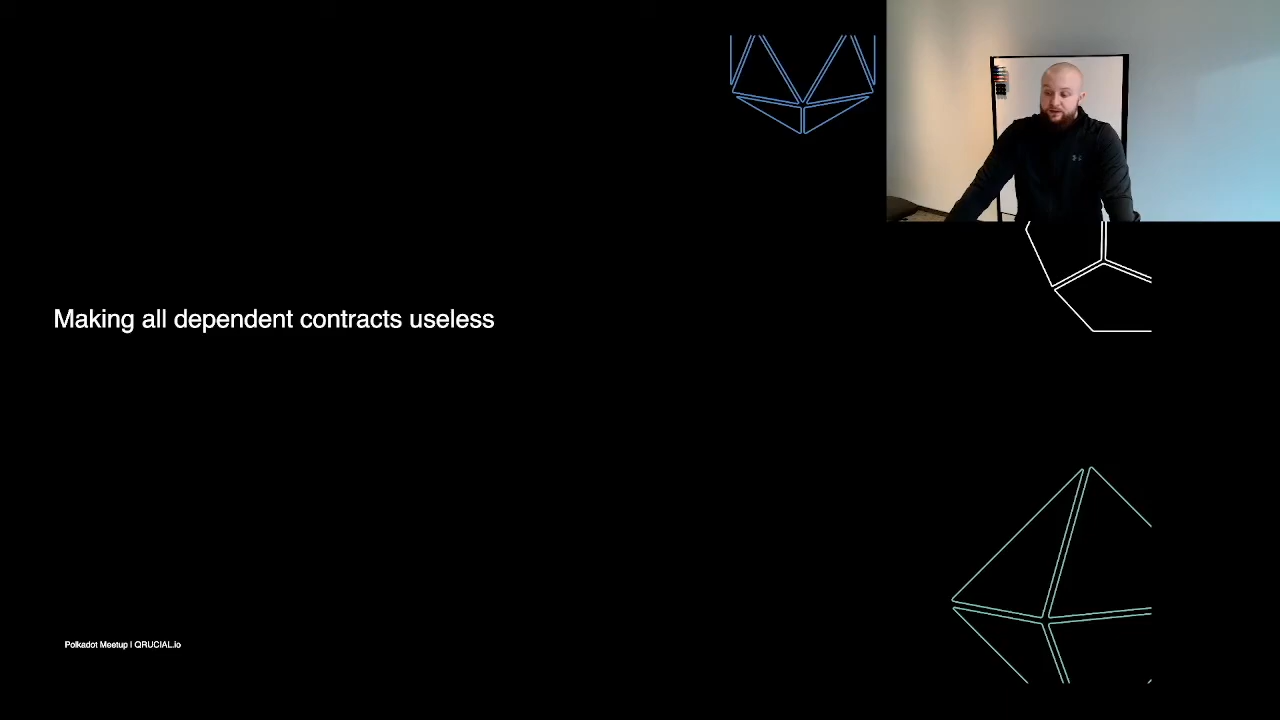 Making all dependent contracts useless
Polkadot Meetup | QRUCIAL.io